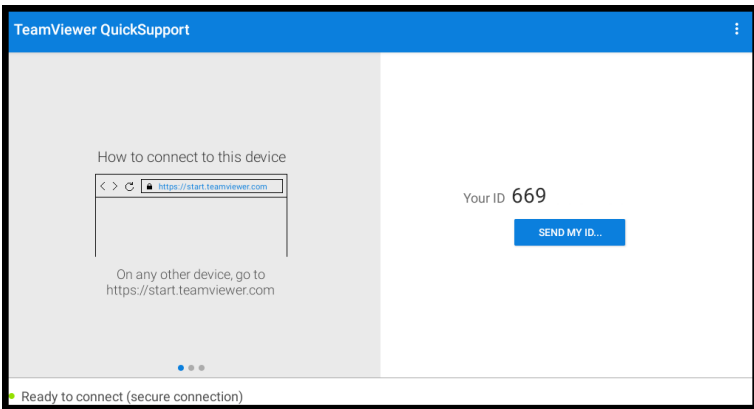 TeamViewer QuickSupport
How to connect to this device
https://start.teamviewer.com
On any other device, go to
https://start.teamviewer.com
Your ID 669
SEND MY ID...
Ready to connect (secure connection)